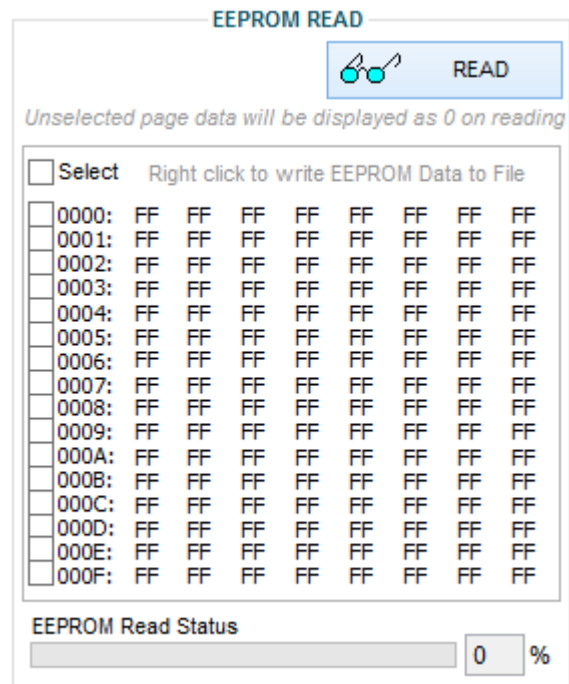 EEPROM READ
READ
Unselected page data will be displayed as 0 on reading
Select Right click to write EEPROM Data to File
0000: FF FF FF FF FF FF FF FF
0001: FF FF FF FF FF FF FF FF
0002: FF FF FF FF FF FF FF FF
0003: FF FF FF FF FF FF FF FF
0004: FF FF FF FF FF FF FF FF
0005: FF FF FF FF FF FF FF FF
0006: FF FF FF FF FF FF FF FF
0007: FF FF FF FF FF FF FF FF
0008: FF FF FF FF FF FF FF FF
0009: FF FF FF FF FF FF FF FF
000A: FF FF FF FF FF FF FF FF
000B: FF FF FF FF FF FF FF FF
000C: FF FF FF FF FF FF FF FF
000D: FF FF FF FF FF FF FF FF
000E: FF FF FF FF FF FF FF FF
000F: FF FF FF FF FF FF FF FF
EEPROM Read Status
0 %